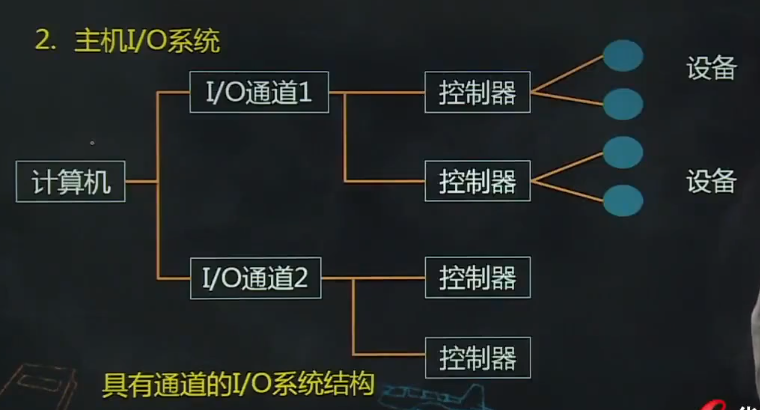 2. 主机I/O系统
I/O通道1
控制器
设备
计算机
控制器
设备
I/O通道2
控制器
控制器
具有通道的I/O系统结构